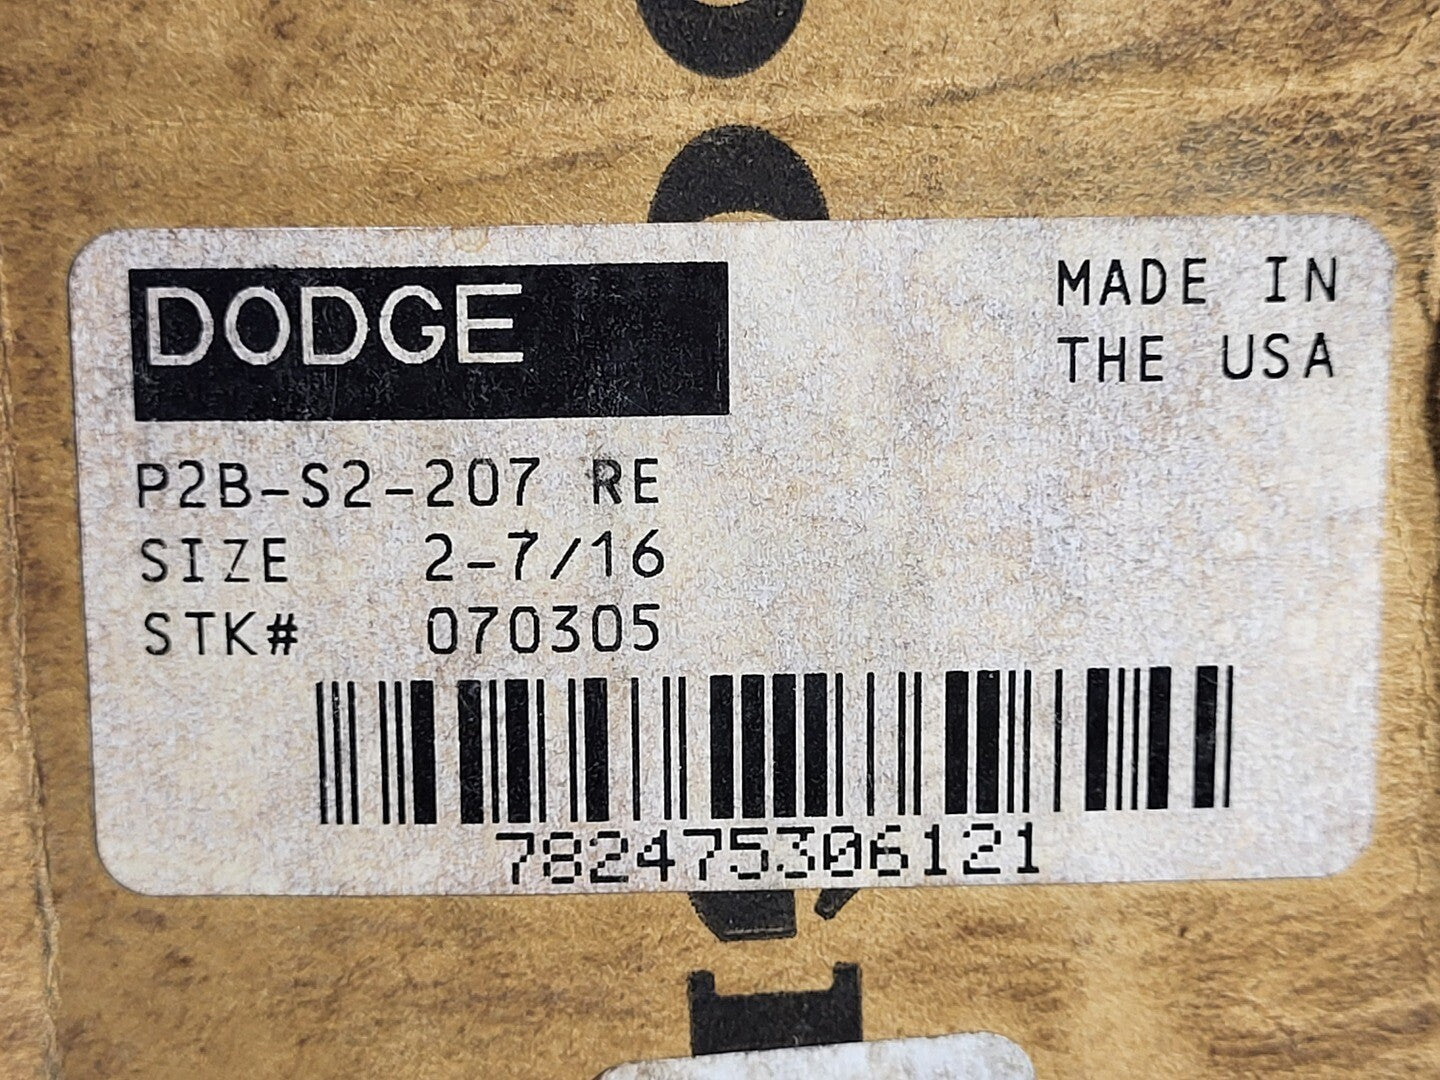 DODGE
MADE IN
THE USA
P2B-S2-207 RE
SIZE 2-7/16
STK# 070305
782475306121